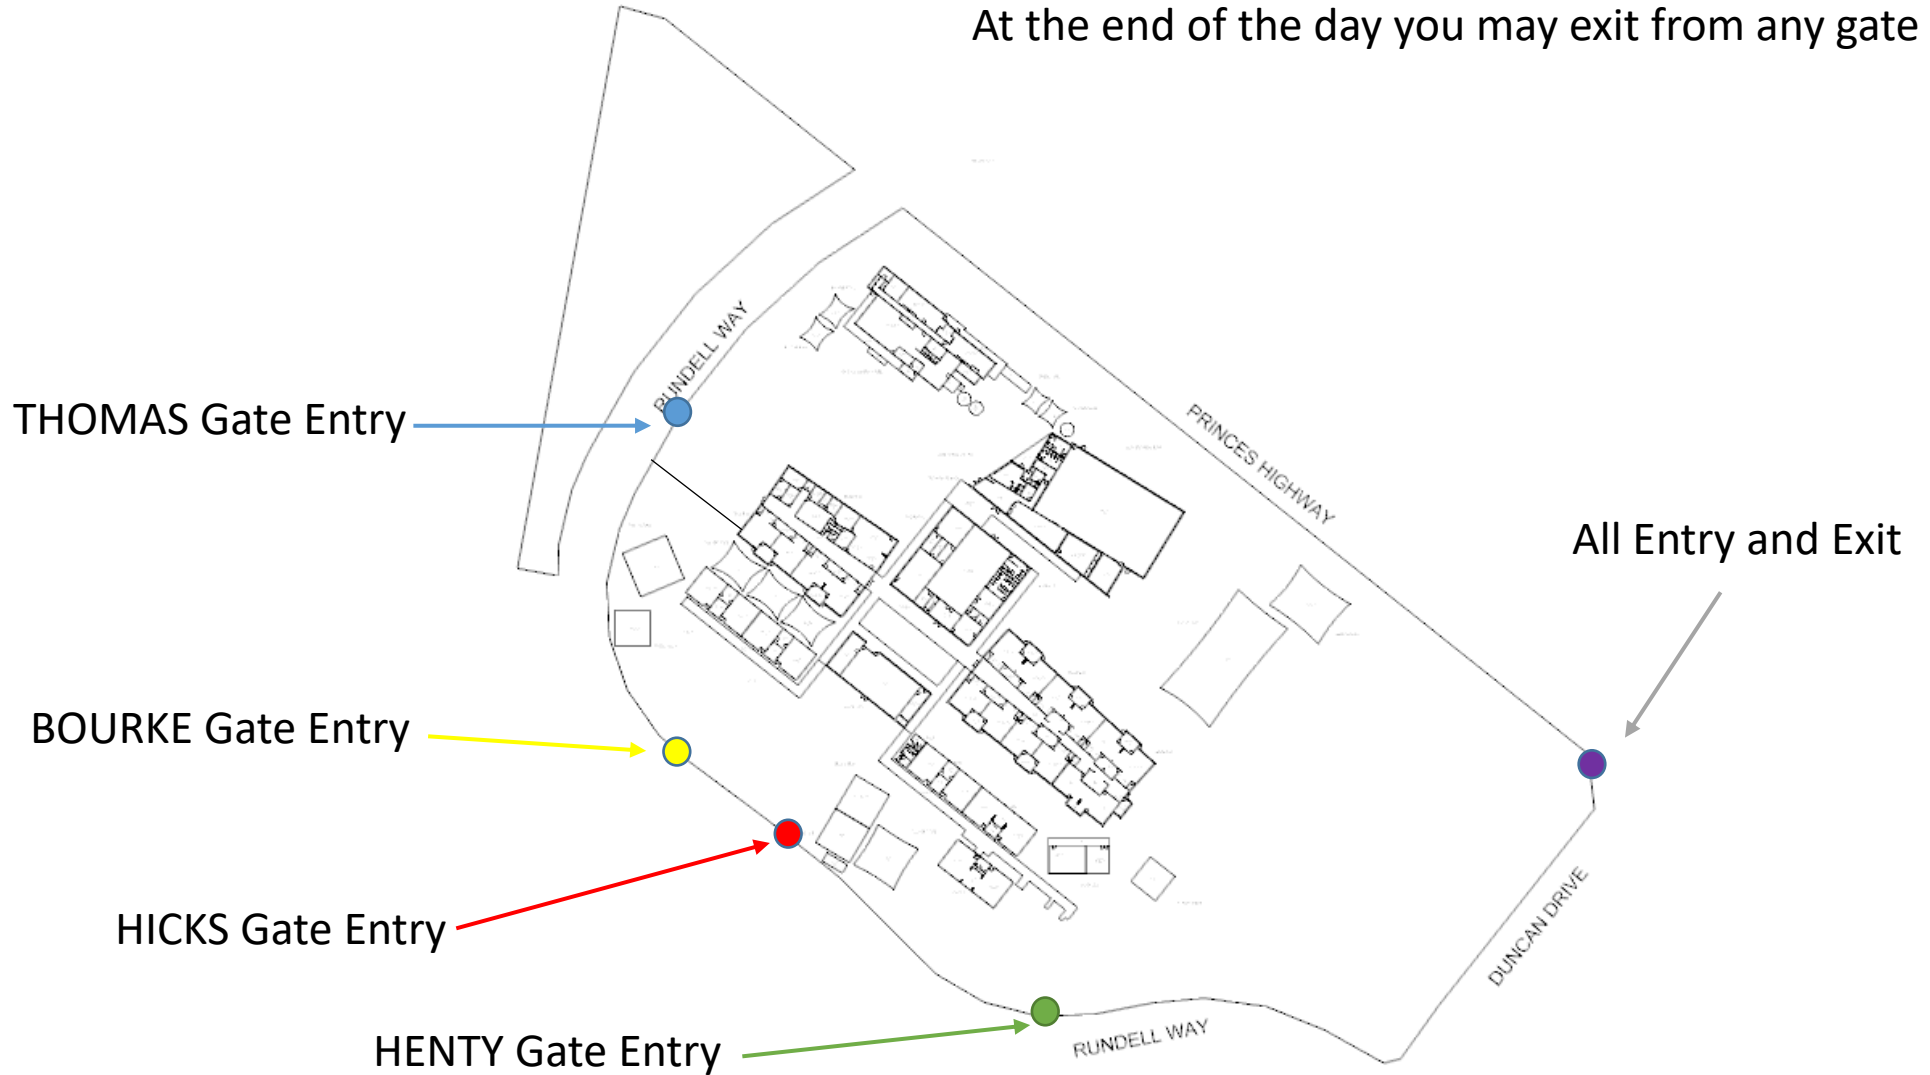 At the end of the day you may exit from any gate
RUNDELL WAY
THOMAS Gate Entry
PRINCES HIGHWAY
All Entry and Exit
BOURKE Gate Entry
HICKS Gate Entry
DUNCAN DRIVE
HENTY Gate Entry
RUNDELL WAY